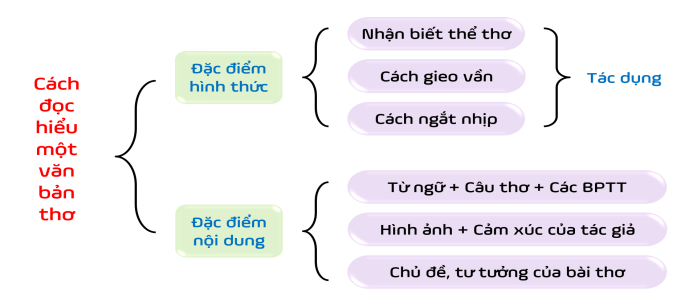 Cách
đọc
hiểu
một
văn
bản
thơ
Đặc điểm
hình thức
Nhận biết thể thơ
Cách gieo vần
Cách ngắt nhịp
Tác dụng
Đặc điểm
nội dung
Từ ngữ + Câu thơ + Các BPTT
Hình ảnh + Cảm xúc của tác giả
Chủ đề, tư tưởng của bài thơ